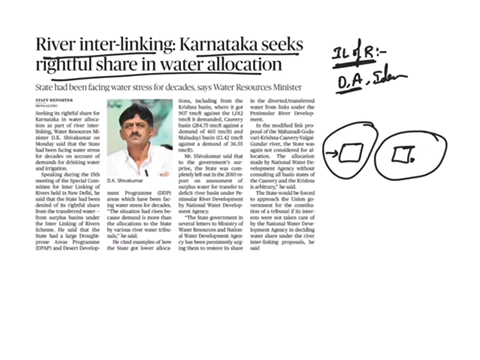 River inter-linking: Karnataka seeks
rightful share in water allocation
State had been facing water stress for decades, says Water Resources Minister
STAFF REPORTER
BENGALURU
Seeking its rightful share for
Karnataka in water alloca-
tion as part of river inter-
linking, Water Resources Mi-
nister D.K. Shivakumar on
Monday said that the State
had been facing water stress
for decades on account of
demands for drinking water
and irrigation.
Speaking during the 19th
meeting of the Special Com-
mittee for Inter Linking of
Rivers held in New Delhi, he
said that the State had been
denied of its rightful share
from the transferred water –
from surplus basins under
the Inter Linking of Rivers
Scheme. He said that the
State had a large Drought-
prone Areas Programme
(DPAP) and Desert Develop-
D.K. Shivakumar
ment Programme (DDP)
areas which have been fac-
ing water stress for decades.
"The situation had risen be-
cause demand is more than
the allocations to the State
by various river water tribu-
nals," he said.
He cited examples of how
the State got lower alloca-
tions, including from the
Krishna basin, where it got
907 tmcft against the 1,012
tmcft it demanded, Cauvery
basin (284.75 tmcft against a
demand of 465 tmcft) and
Mahadayi basin (13.42 tmcft
against a demand of 36.55
tmcft).
Mr. Shivakumar said that
to the government's sur-
prise, the State was com-
pletely left out in the 2010 re-
port on assessment of
surplus water for transfer to
deficit river basin under Pe-
ninsular River Development
by National Water Develop-
ment Agency.
"The State government in
several letters to Ministry of
Water Resources and Nation-
al Water Development Agen-
cy has been persistently urg-
ing them to restore its share
in the diverted/transferred
water from links under the
Peninsular River Develop-
ment.
In the modified link pro-
posal of the Mahanadi-Goda-
vari-Krishna-Cauvery-Vaigai-
Gundar river, the State was
again not considered for al-
location. The allocation
made by National Water De-
velopment Agency without
consulting all basin states of
the Cauvery and the Krishna
is arbitrary," he said.
The State would be forced
to approach the Union gov-
ernment for the constitu-
tion of a tribunal if its inter-
ests were not taken care of
by the National Water Deve-
lopment Agency in deciding
water share under the river
inter-linking proposals, he
said
IL of R:-
D.A,